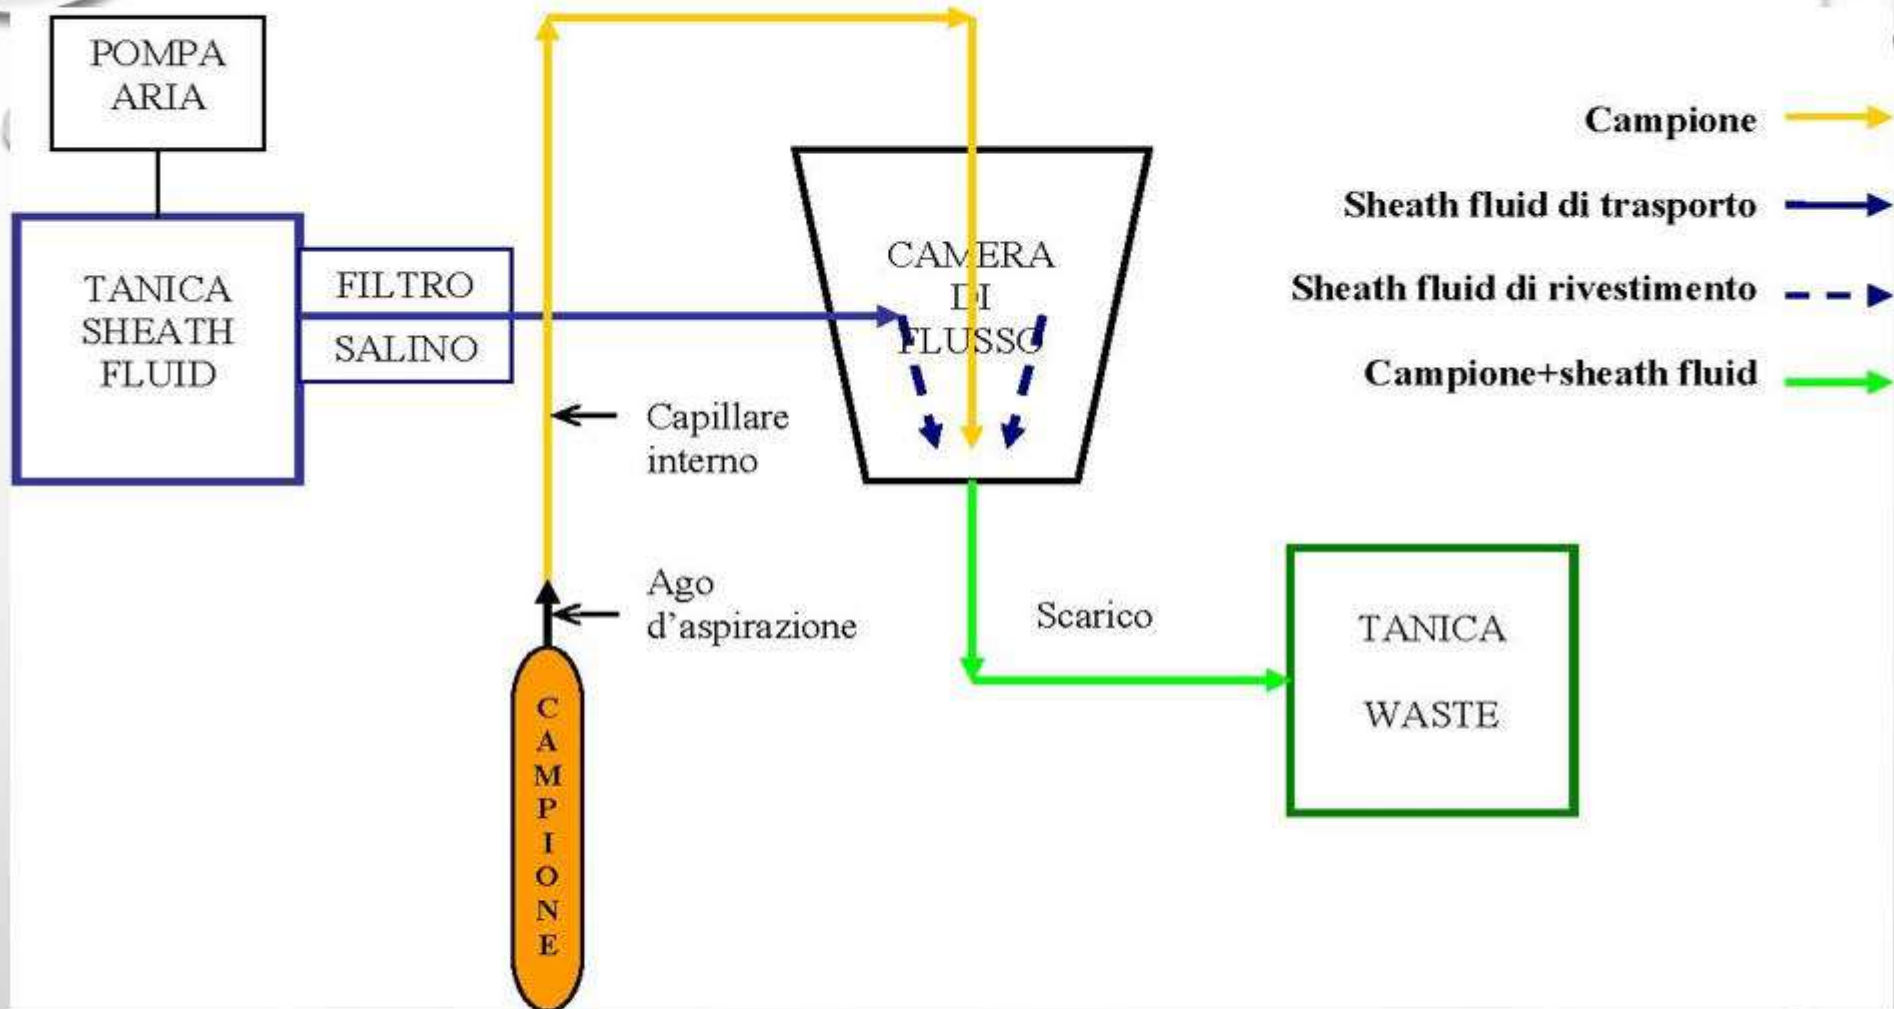 POMPA
ARIA
TANICA
SHEATH
FLUID
FILTRO
SALINO
Capillare
interno
Ago
d'aspirazione
C
A
M
P
I
O
N
E
CAMERA
DI
FLUSSO
Scarico
TANICA
WASTE
Campione
Sheath fluid di trasporto
Sheath fluid di rivestimento
Campione+sheath fluid